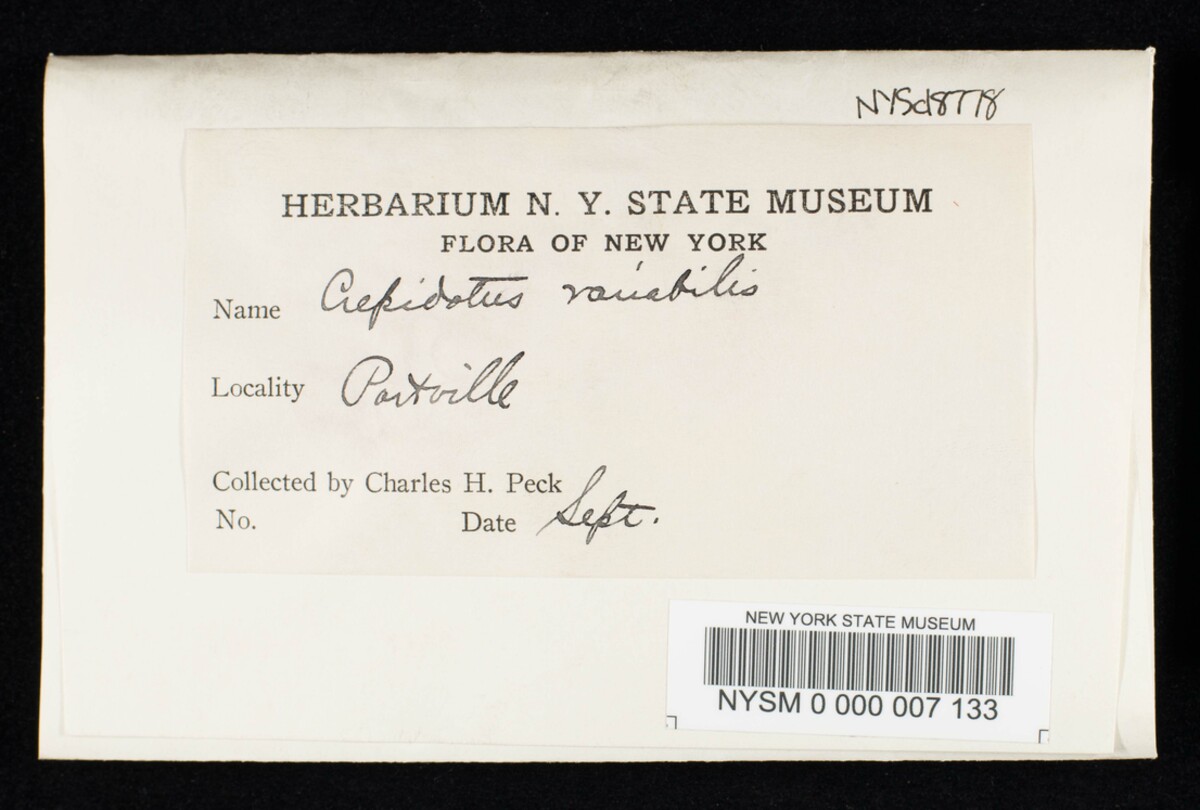 NYSd8778
HERBARIUM N. Y. STATE MUSEUM
FLORA OF NEW YORK
Name Crepidotus variabilis
Locality Portville
Collected by Charles H. Peck
No. Date Sept.
NEW YORK STATE MUSEUM
NYSM 0 000 007 133